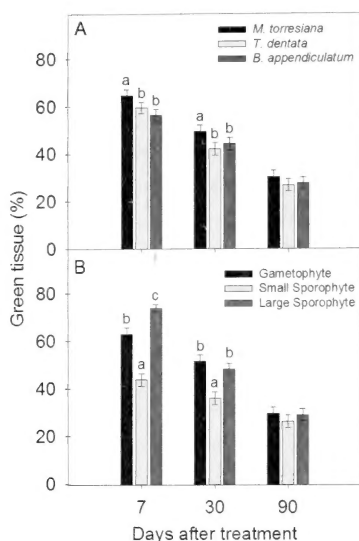 A
M. torresiana
T. dentata
B. appendiculatum
80
60
40
20
0
a
b
b
a
b
b
B
Gametophyte
Small Sporophyte
Large Sporophyte
80
60
40
20
0
b
a
c
b
a
b
Green tissue (%)
7 30 90
Days after treatment